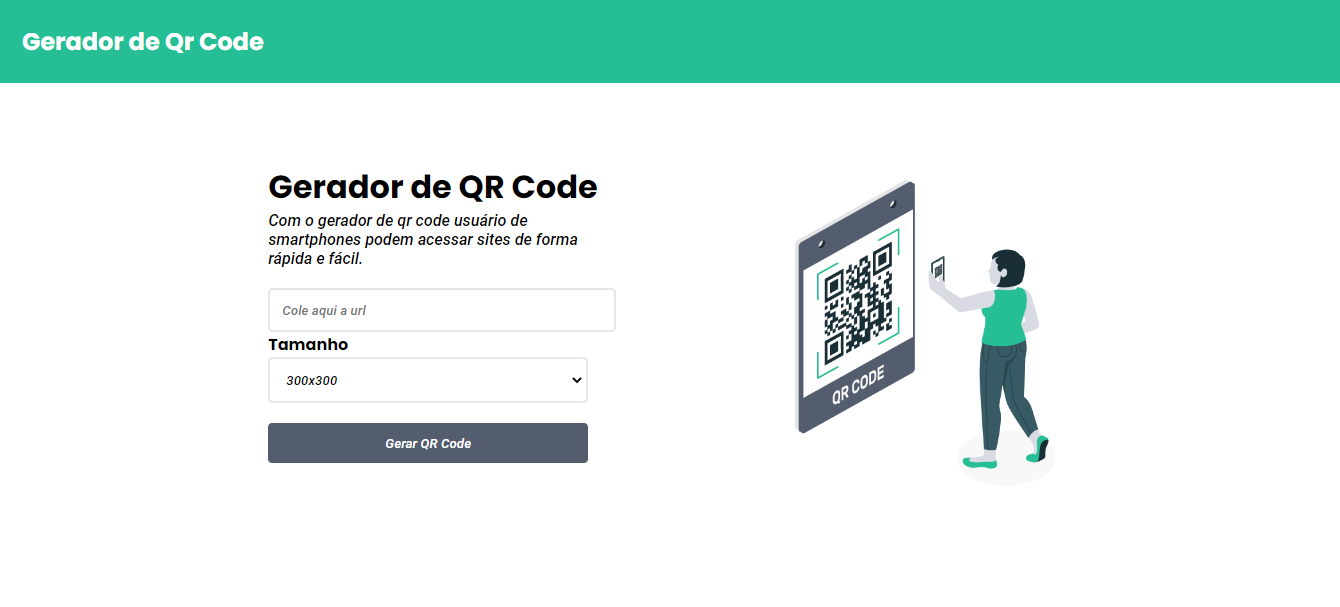 Gerador de Qr Code
Gerador de QR Code
Com o gerador de qr code usuário de
smartphones podem acessar sites de forma
rápida e fácil.
Cole aqui a url
Tamanho
300x300
Gerar QR Code
QR CODE